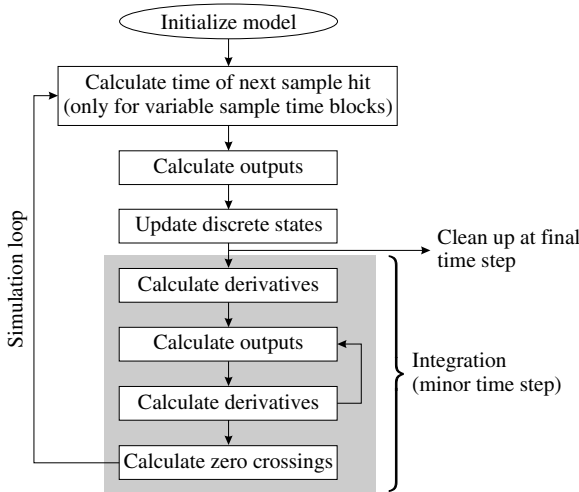 Initialize model
Calculate time of next sample hit
(only for variable sample time blocks)
Calculate outputs
Update discrete states
Clean up at final
time step
Calculate derivatives
Calculate outputs
Calculate derivatives
Calculate zero crossings
Integration
(minor time step)
Simulation loop